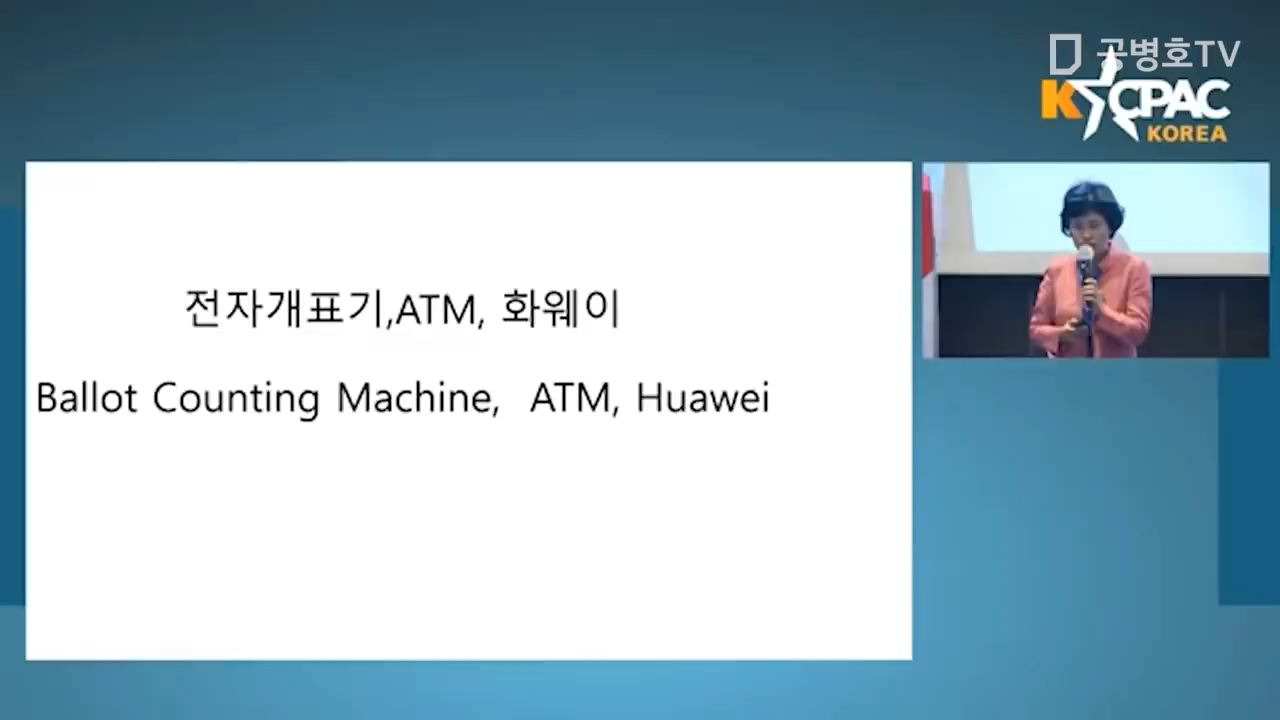 공병호TV
K CPAC
KOREA
전자개표기,ATM, 화웨이
Ballot Counting Machine, ATM, Huawei